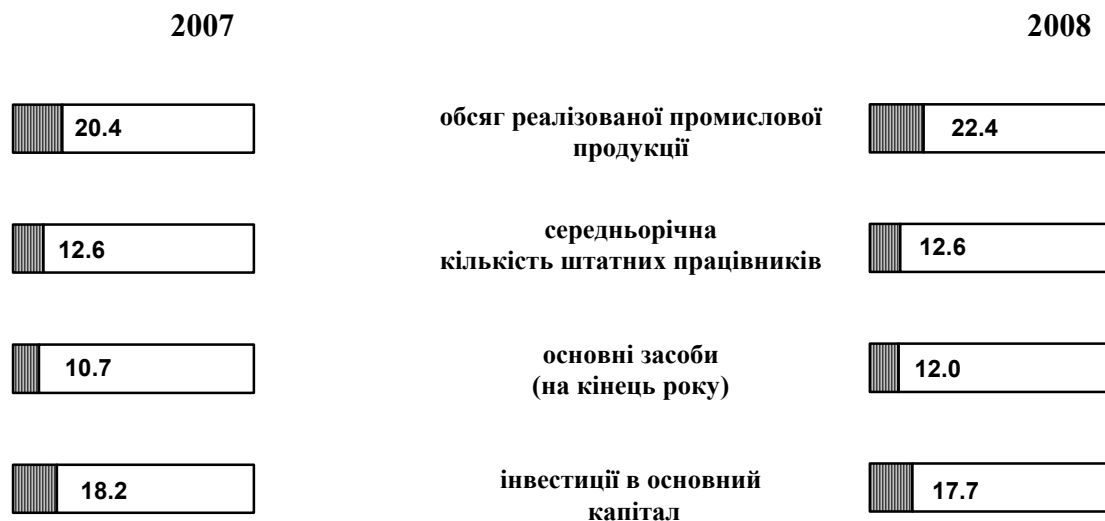 2007
2008
20.4
обсяг реалізованої промислової
продукції
22.4
12.6
середньорічна
кількість штатних працівників
12.6
10.7
основні засоби
(на кінець року)
12.0
18.2
інвестиції в основний
капітал
17.7